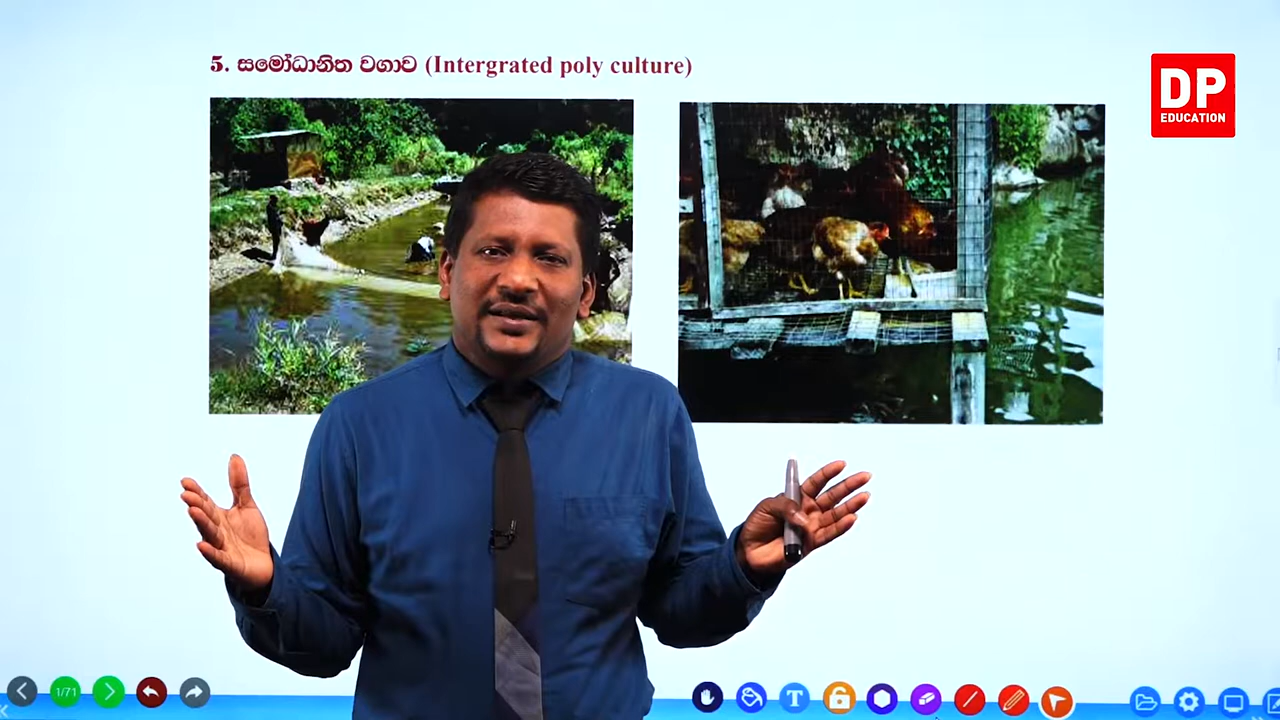 5. සමෝධානිත වගාව (Intergrated poly culture)
DP
EDUCATION
1/71
T